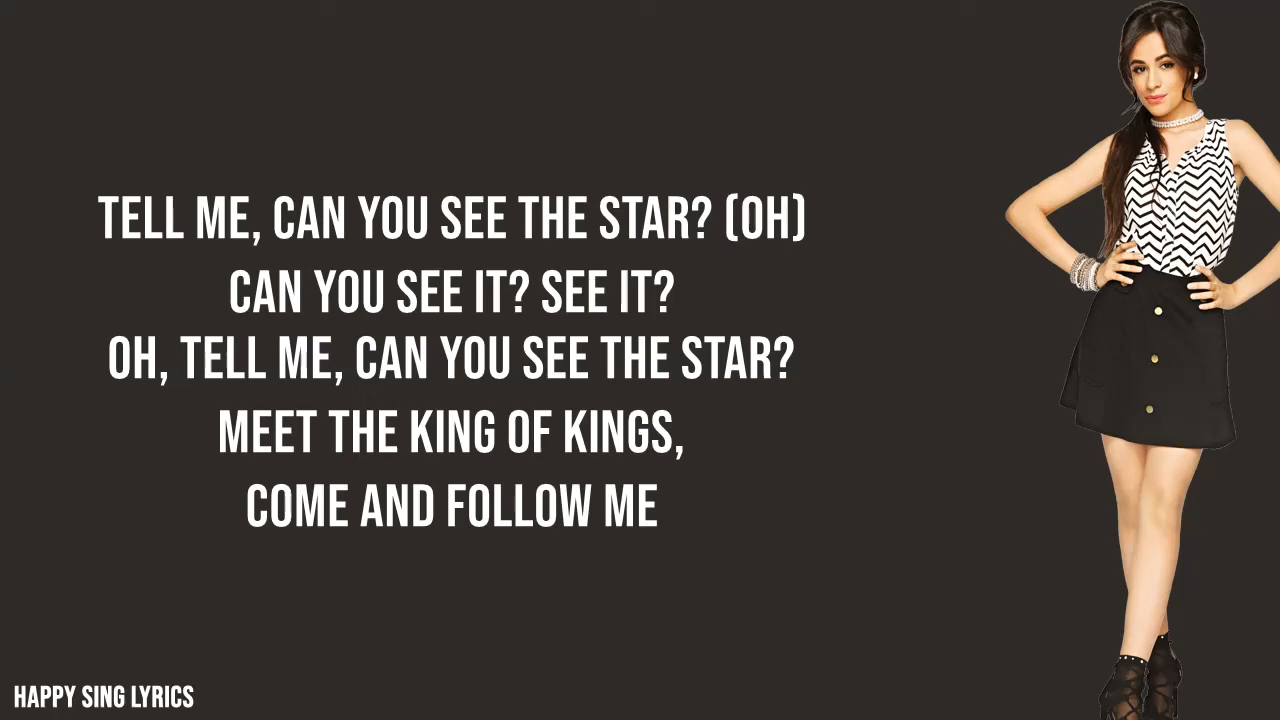 TELL ME, CAN YOU SEE THE STAR? (OH)
CAN YOU SEE IT? SEE IT?
OH, TELL ME, CAN YOU SEE THE STAR?
MEET THE KING OF KINGS,
COME AND FOLLOW ME
HAPPY SING LYRICS